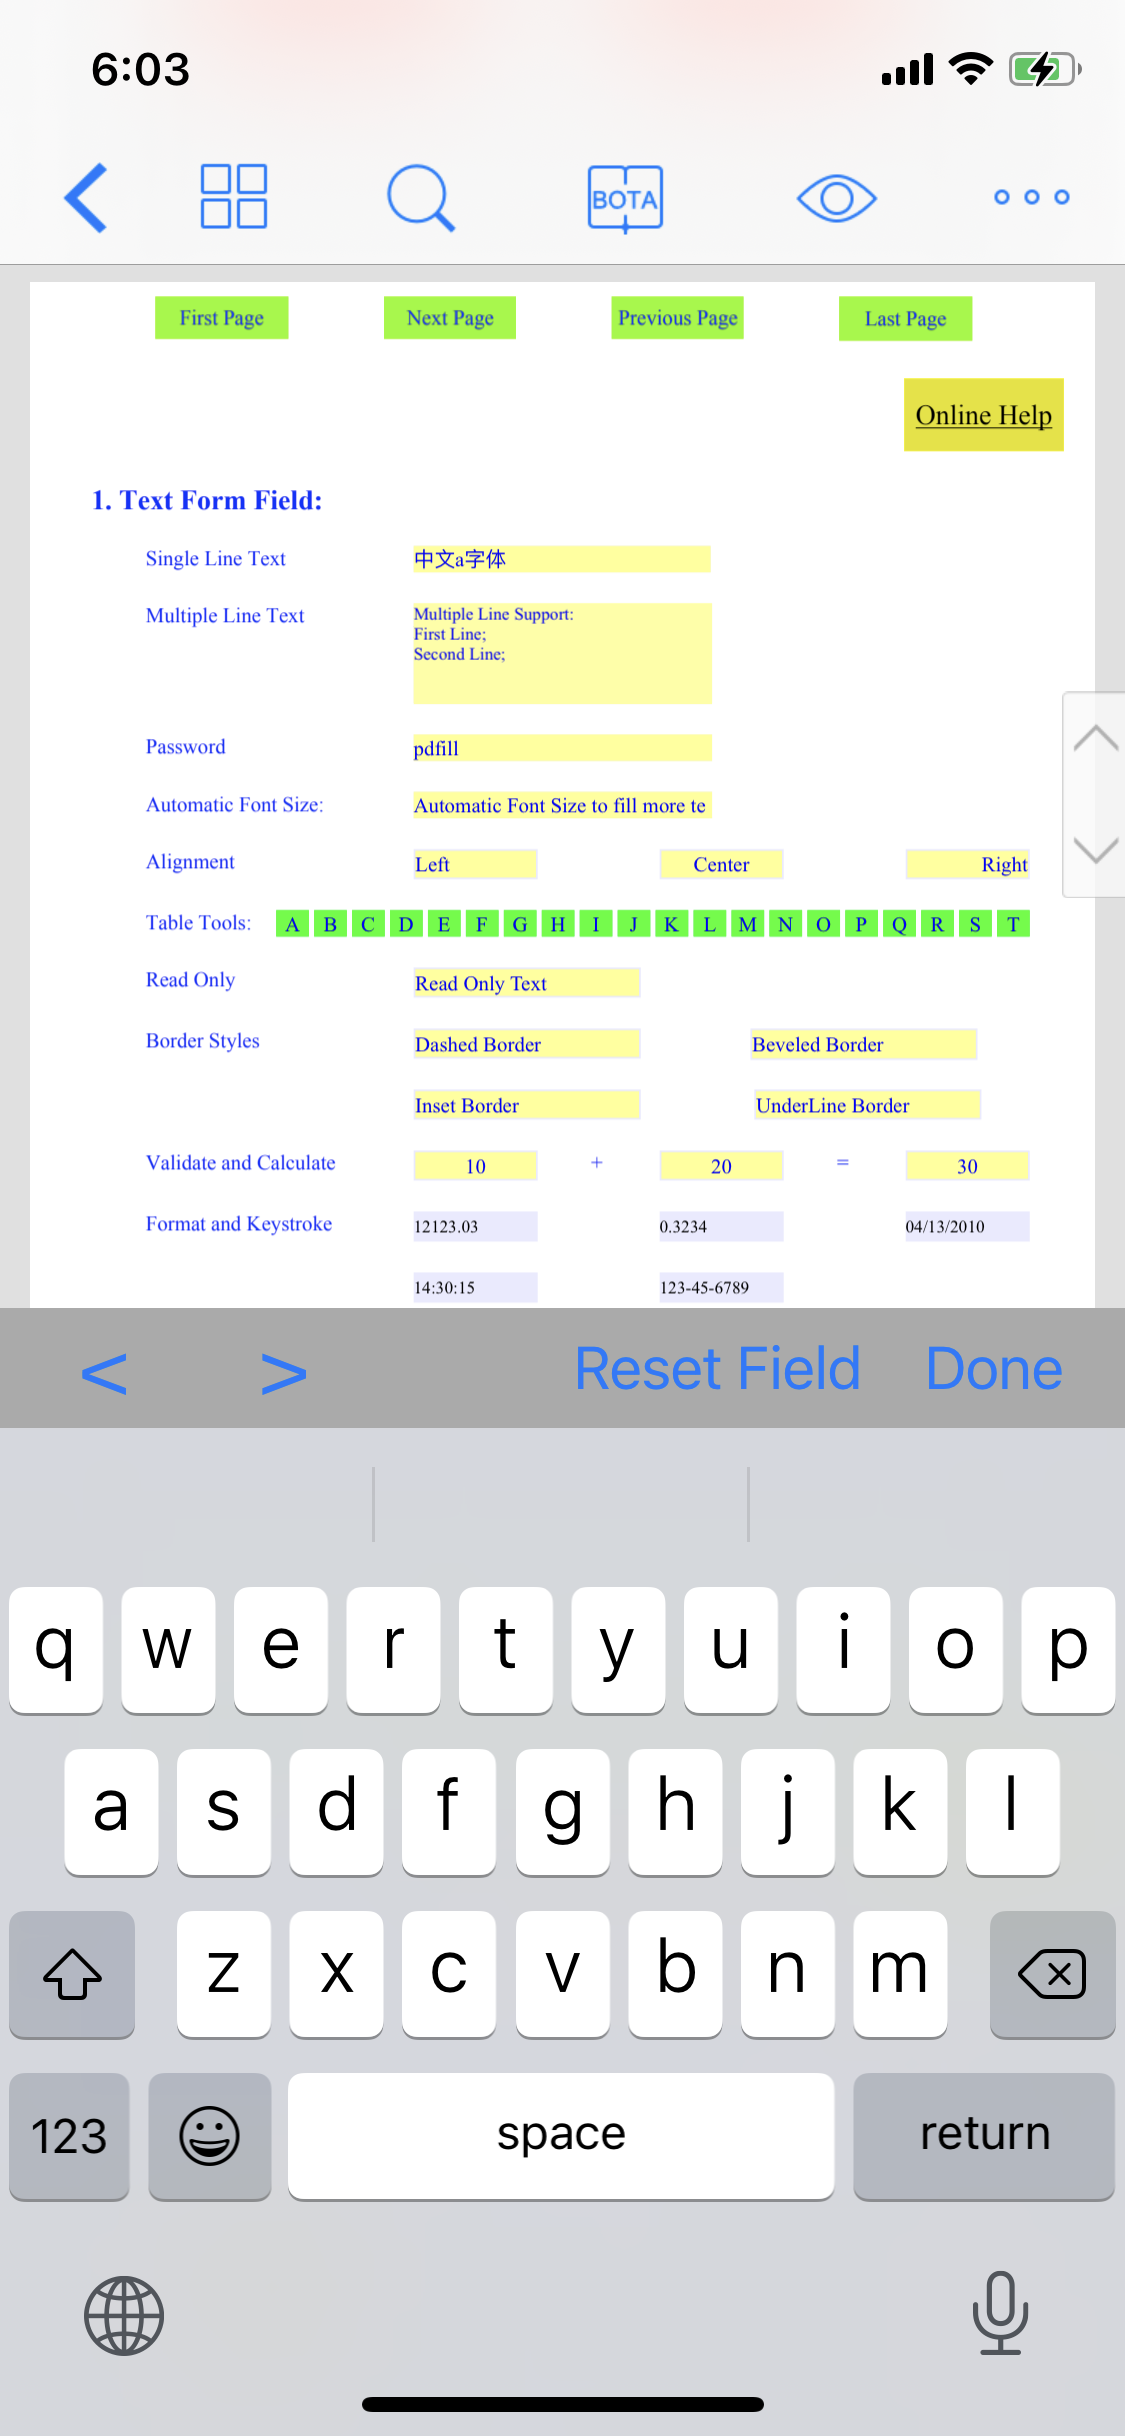 6:03
BOTA
First Page Next Page Previous Page Last Page
Online Help
1. Text Form Field:
Single Line Text 中文a字体
Multiple Line Text Multiple Line Support:
First Line;
Second Line;
Password pdfill
Automatic Font Size: Automatic Font Size to fill more te
Alignment Left Center Right
Table Tools: A B C D E F G H I J K L M N O P Q R S T
Read Only Read Only Text
Border Styles Dashed Border Beveled Border
Inset Border UnderLine Border
Validate and Calculate 10 + 20 = 30
Format and Keystroke 12123.03 0.3234 04/13/2010
14:30:15 123-45-6789
< > Reset Field Done
q w e r t y u i o p
a s d f g h j k l
z x c v b n m
123 space return